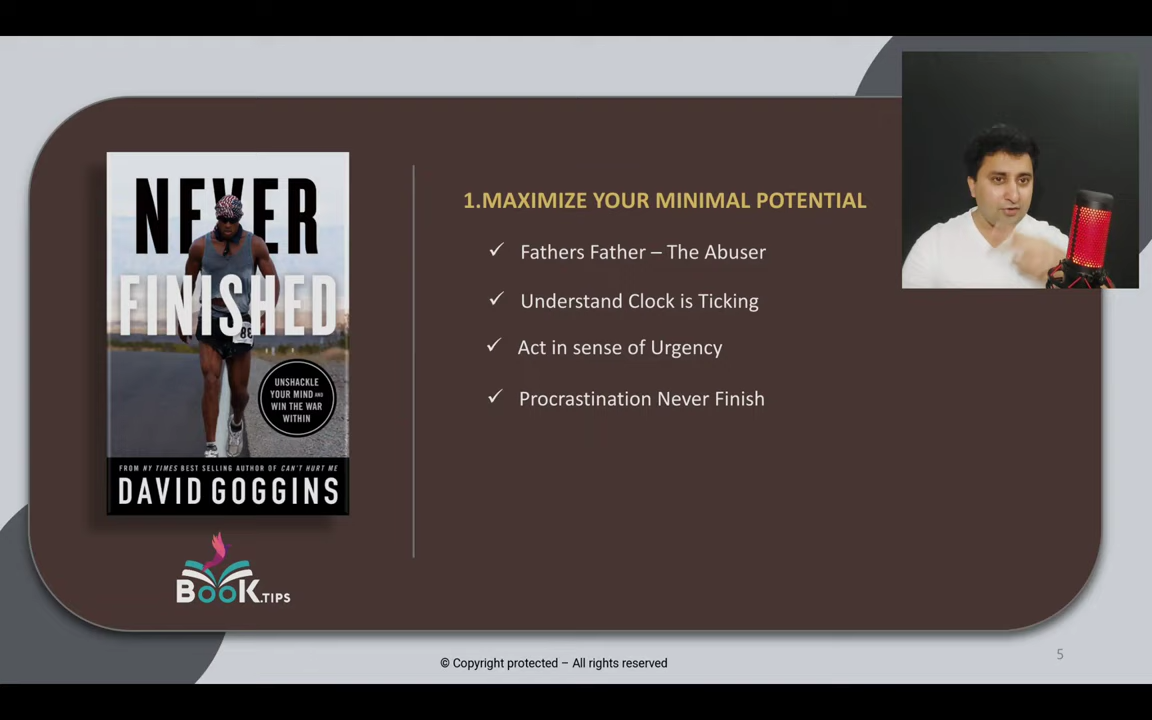 NEVER
FINISHED
86
UNSHACKLE
YOUR MIND AND
WIN THE WAR
WITHIN
FROM NY TIMES BEST SELLING AUTHOR OF CAN'T HURT ME
DAVID GOGGINS
BOOK.TIPS
1.MAXIMIZE YOUR MINIMAL POTENTIAL
✓ Fathers Father – The Abuser
✓ Understand Clock is Ticking
✓ Act in sense of Urgency
✓ Procrastination Never Finish
© Copyright protected – All rights reserved
5